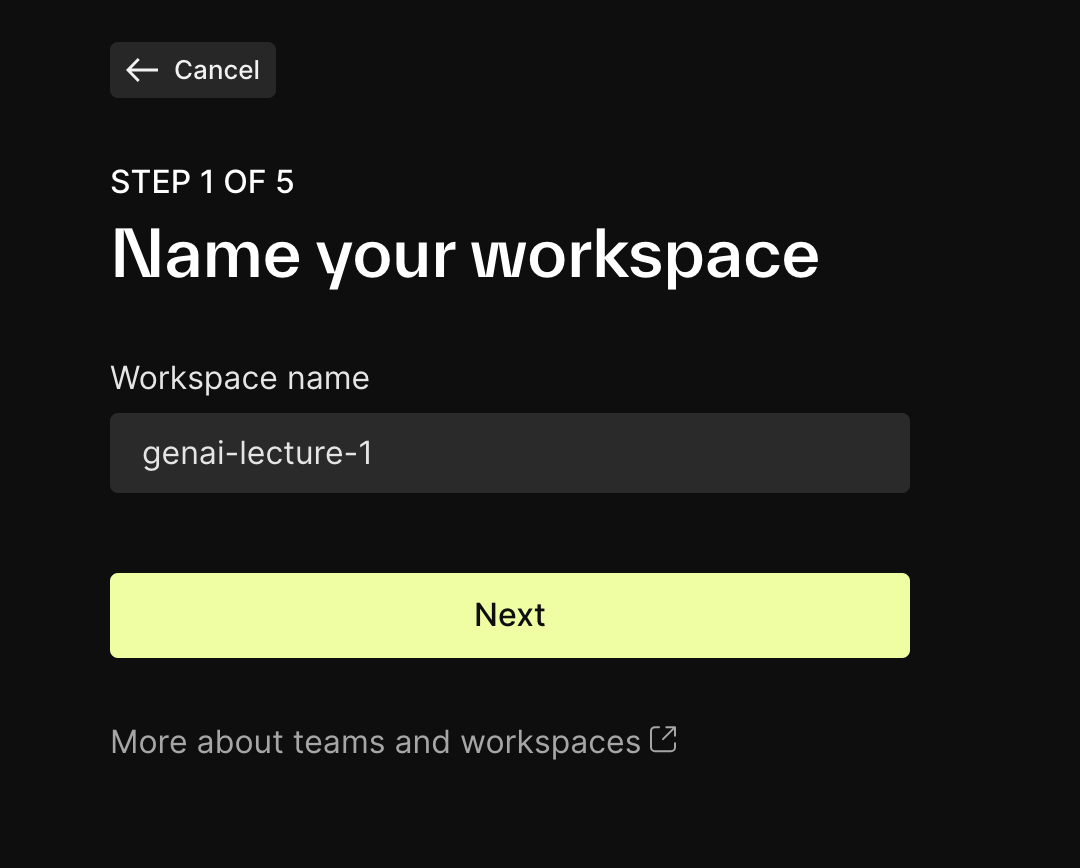 Cancel
STEP 1 OF 5
Name your workspace
Workspace name
genai-lecture-1
Next
More about teams and workspaces